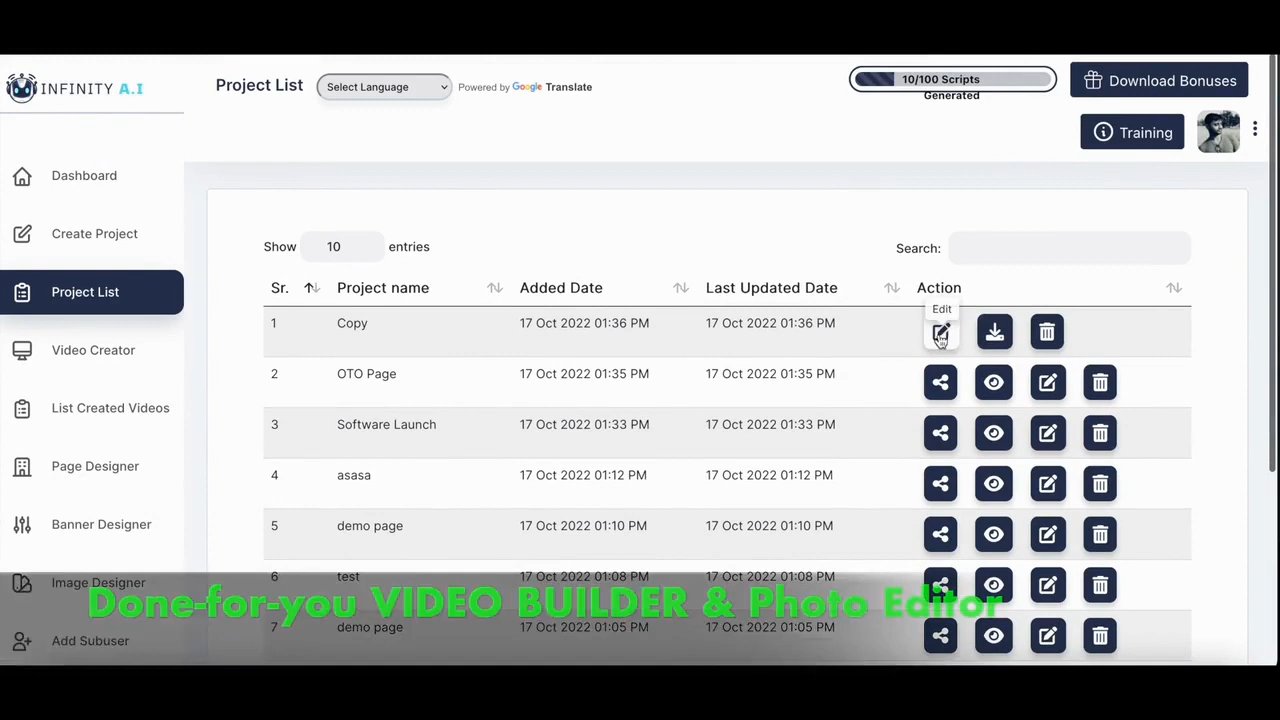 INFINITY A.I
Project List
Select Language
Powered by Google Translate
10/100 Scripts
Generated
Download Bonuses
Training
Dashboard
Create Project
Project List
Video Creator
List Created Videos
Page Designer
Banner Designer
Image Designer
Add Subuser
Show 10 entries
Search:
Sr. Project name Added Date Last Updated Date Action
Edit
1 Copy 17 Oct 2022 01:36 PM 17 Oct 2022 01:36 PM
2 OTO Page 17 Oct 2022 01:35 PM 17 Oct 2022 01:35 PM
3 Software Launch 17 Oct 2022 01:33 PM 17 Oct 2022 01:33 PM
4 asasa 17 Oct 2022 01:12 PM 17 Oct 2022 01:12 PM
5 demo page 17 Oct 2022 01:10 PM 17 Oct 2022 01:10 PM
6 test 17 Oct 2022 01:08 PM 17 Oct 2022 01:08 PM
Done-for-you VIDEO BUILDER & Photo Editor
7 demo page 17 Oct 2022 01:05 PM 17 Oct 2022 01:05 PM